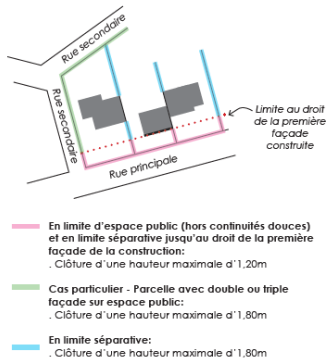 Rue secondaire
Rue secondaire
Rue principale
Limite au droit
de la première
façade
construite
En limite d'espace public (hors continuités douces)
et en limite séparative jusqu'au droit de la première
façade de la construction:
. Clôture d'une hauteur maximale d'1,20m
Cas particulier - Parcelle avec double ou triple
façade sur espace public:
. Clôture d'une hauteur maximale d'1,80m
En limite séparative:
. Clôture d'une hauteur maximale d'1,80m